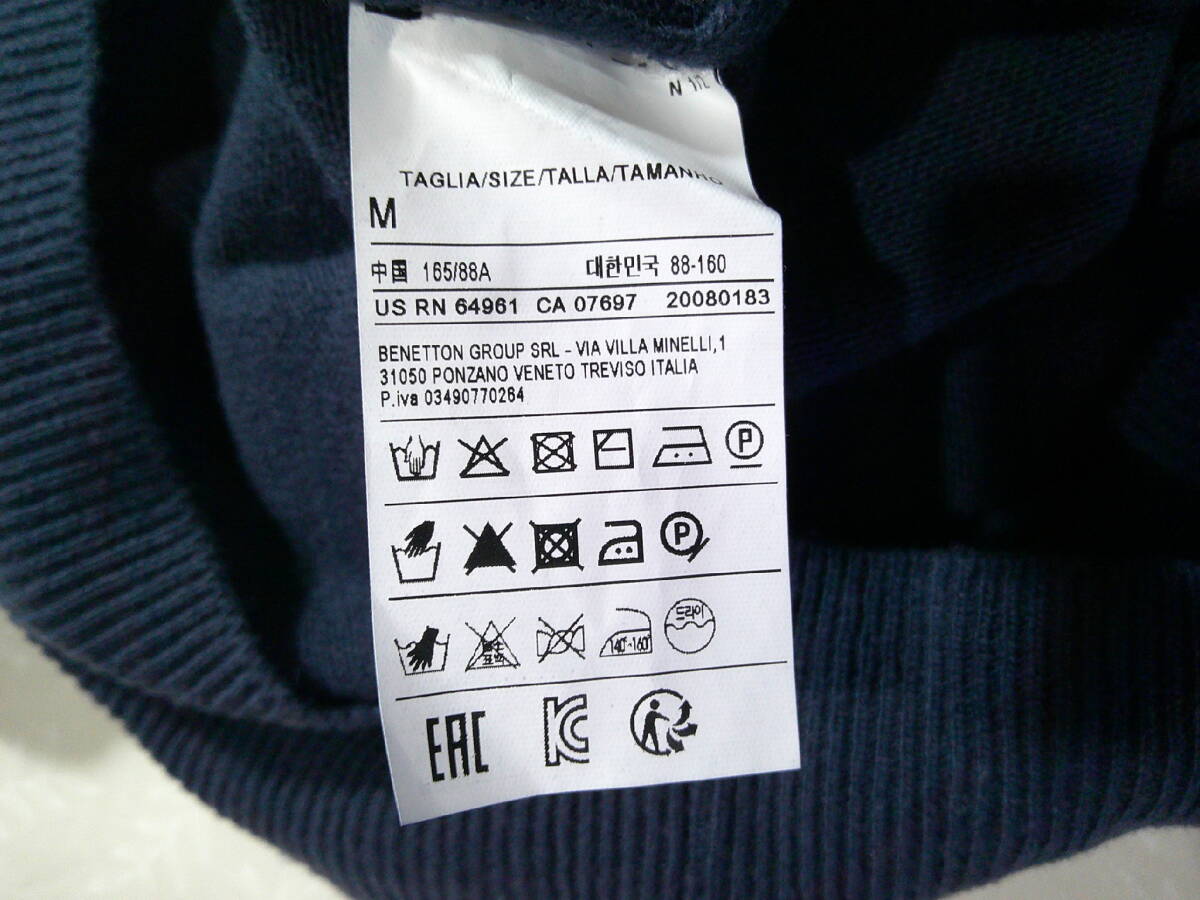 TAGLIA/SIZE/TALLA/TAMANHO
M
中国 165/88A 대한민국 88-160
US RN 64961 CA 07697 20080183
BENETTON GROUP SRL - VIA VILLA MINELLI,1
31050 PONZANO VENETO TREVISO ITALIA
P.iva 03490770264
P
P
드라이
140°-160°
EAC
KC